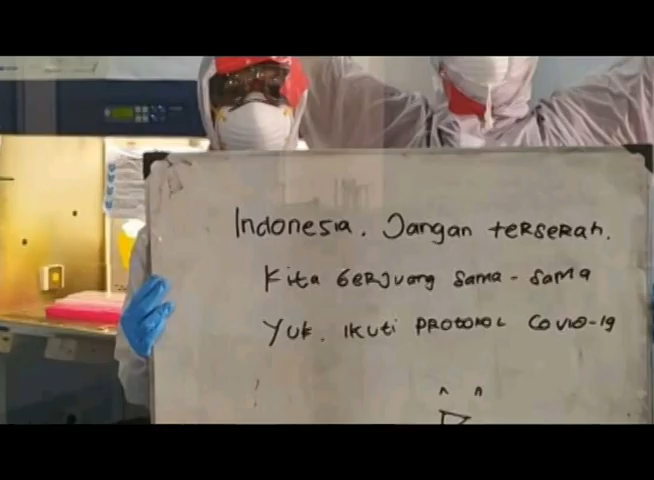 Indonesia. Jangan terserah.
Kita berjuang sama-sama
Yuk. Ikuti PROTOKOL COVID-19